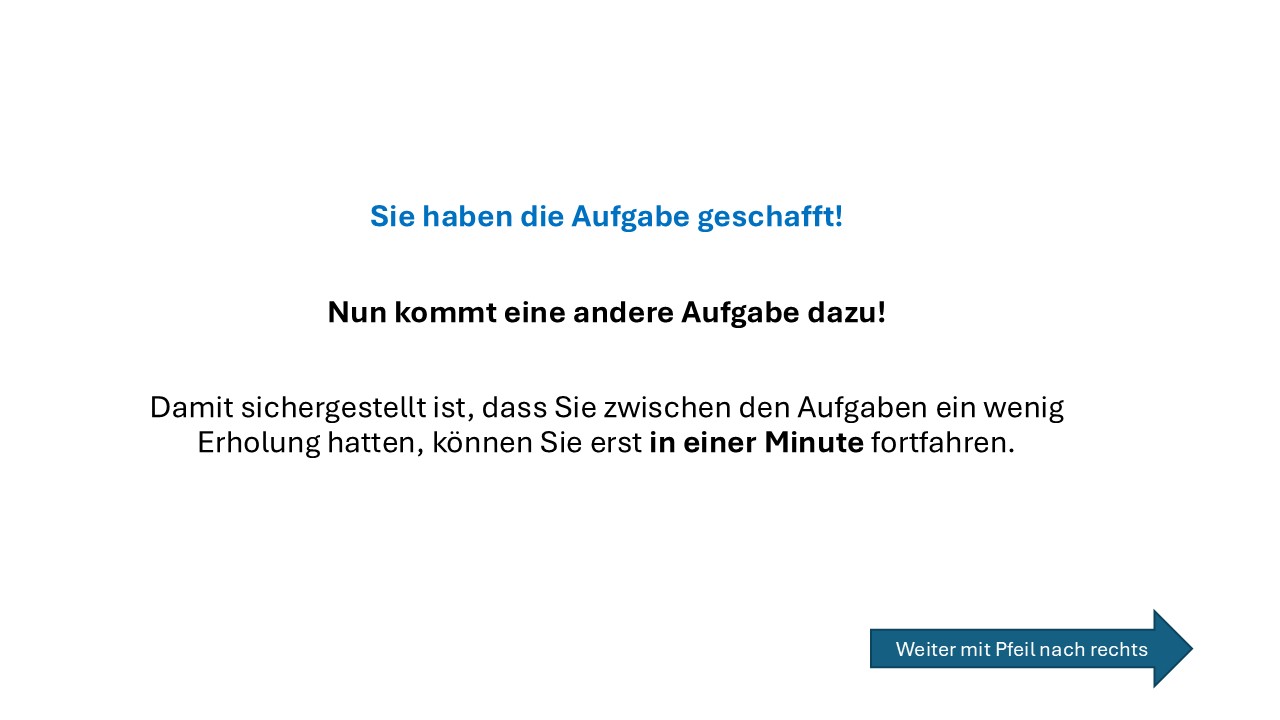 Sie haben die Aufgabe geschafft!
Nun kommt eine andere Aufgabe dazu!
Damit sichergestellt ist, dass Sie zwischen den Aufgaben ein wenig
Erholung hatten, können Sie erst in einer Minute fortfahren.
Weiter mit Pfeil nach rechts